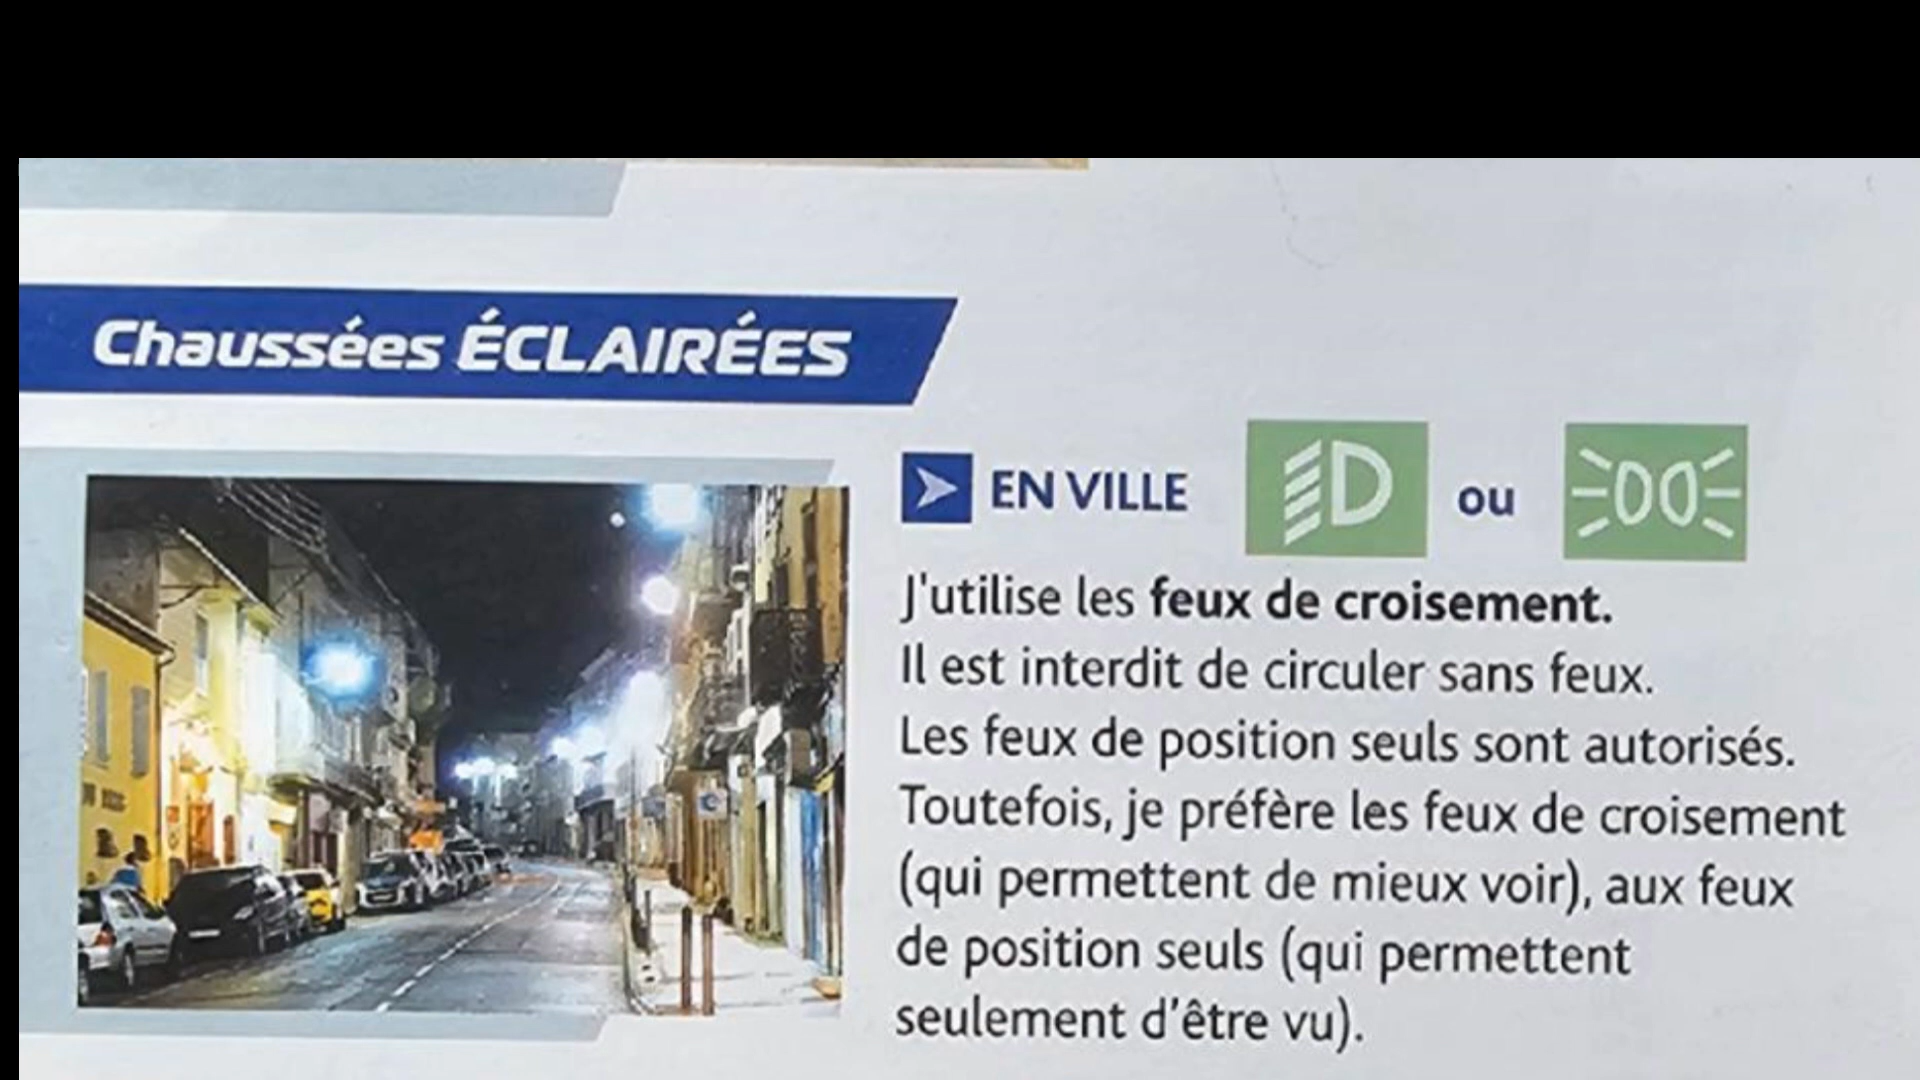 Chaussées ÉCLAIRÉES
EN VILLE ou
J'utilise les feux de croisement.
Il est interdit de circuler sans feux.
Les feux de position seuls sont autorisés.
Toutefois, je préfère les feux de croisement
(qui permettent de mieux voir), aux feux
de position seuls (qui permettent
seulement d'être vu).